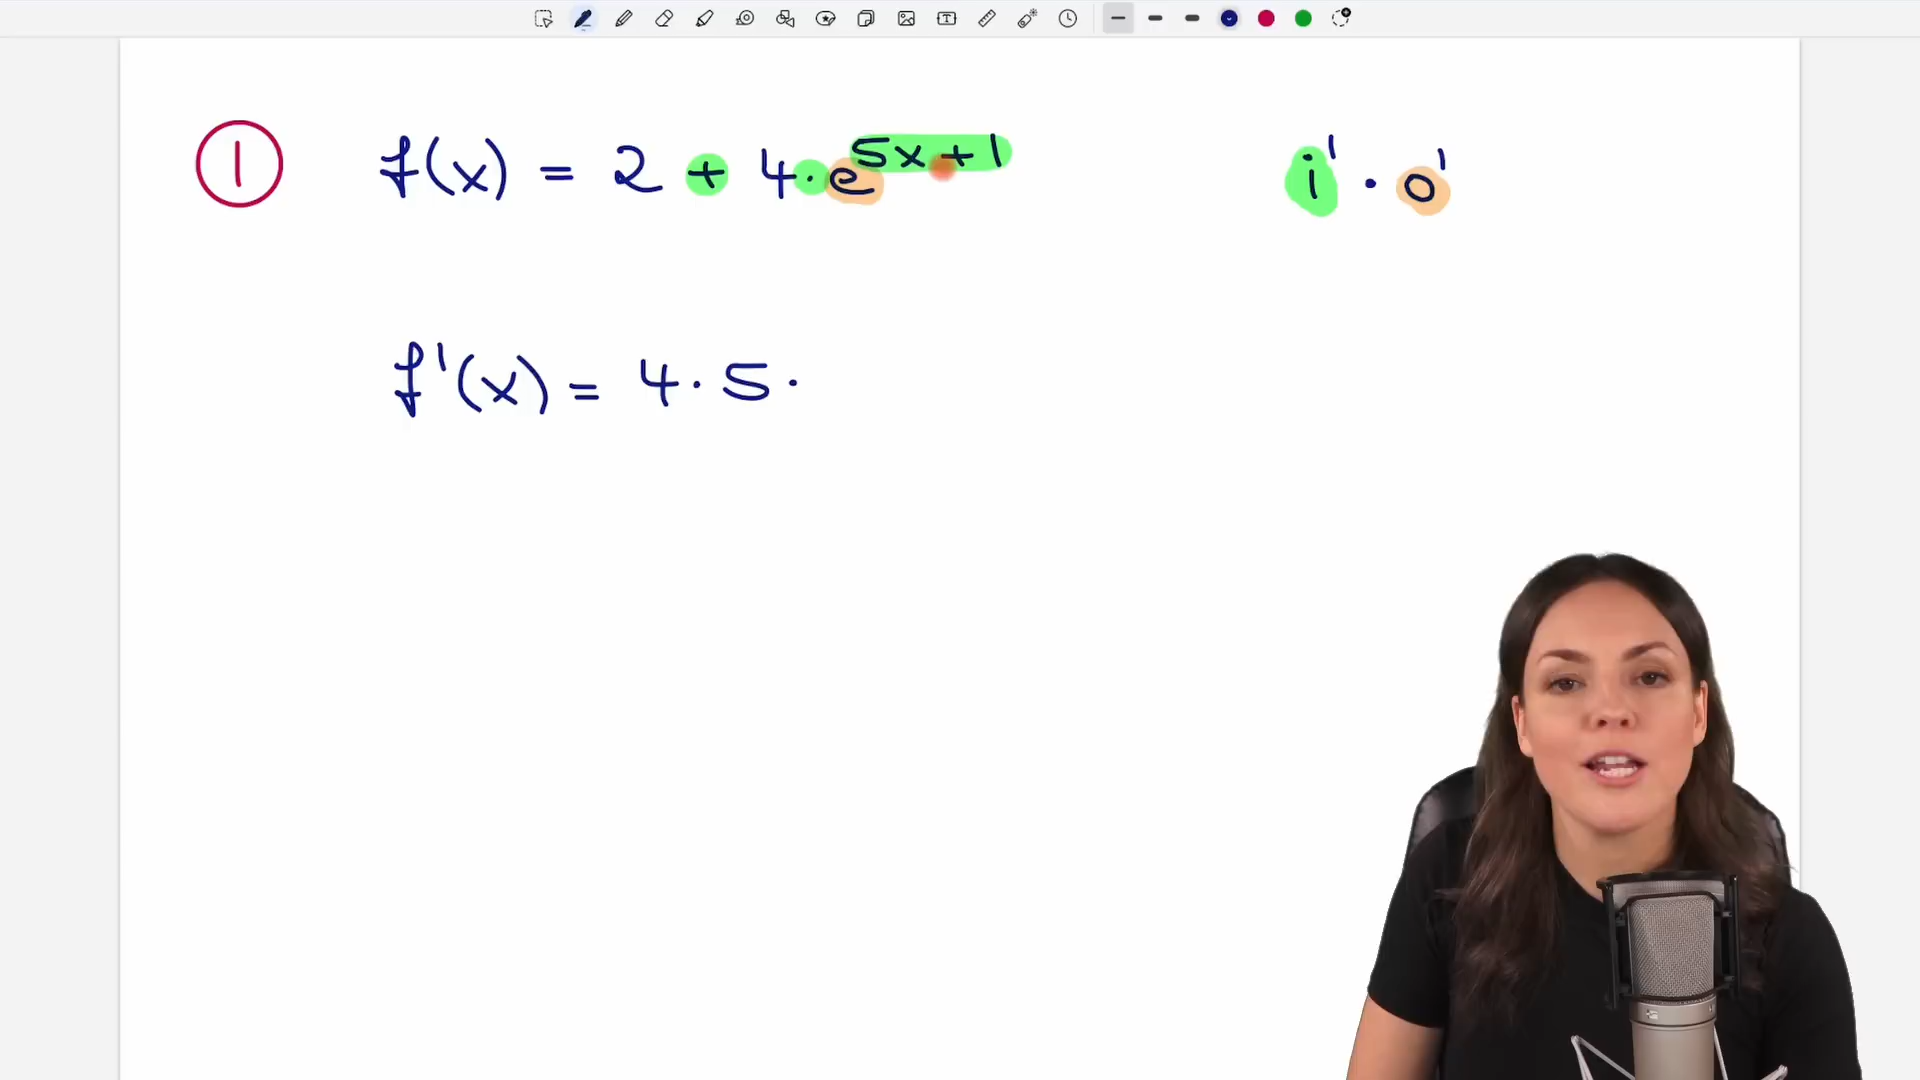 1 f(x) = 2 + 4 · e^{5x+1} i' · o'
f'(x) = 4 · 5 ·